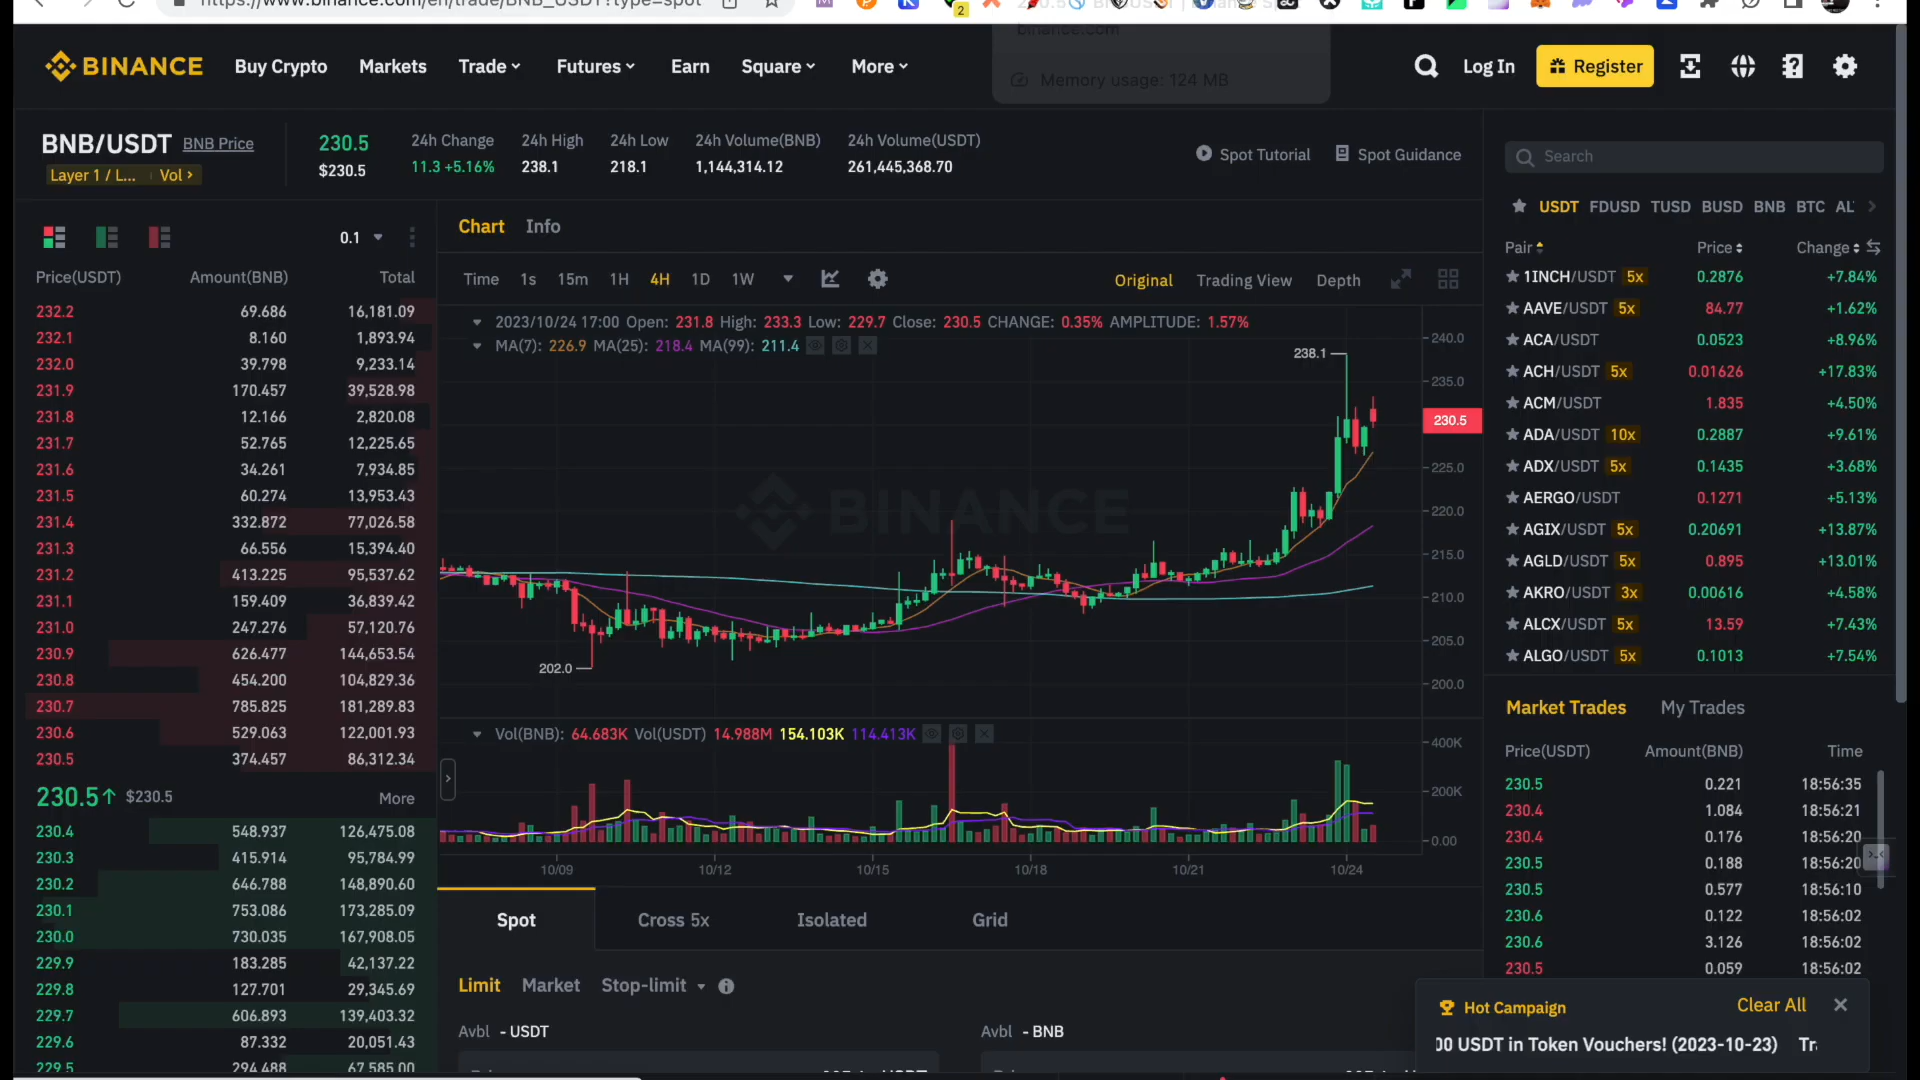 https://www.binance.com/en/trade/BNB_USDT?type=spot
binance.com
Memory usage: 124 MB
BINANCE Buy Crypto Markets Trade Futures Earn Square More Log In Register
BNB/USDT BNB Price
Layer 1 / L... Vol
230.5
$230.5
24h Change 24h High 24h Low 24h Volume(BNB) 24h Volume(USDT)
11.3 +5.16% 238.1 218.1 1,144,314.12 261,445,368.70
Spot Tutorial Spot Guidance
0.1
Price(USDT) Amount(BNB) Total
232.2 69.686 16,181.09
232.1 8.160 1,893.94
232.0 39.798 9,233.14
231.9 170.457 39,528.98
231.8 12.166 2,820.08
231.7 52.765 12,225.65
231.6 34.261 7,934.85
231.5 60.274 13,953.43
231.4 332.872 77,026.58
231.3 66.556 15,394.40
231.2 413.225 95,537.62
231.1 159.409 36,839.42
231.0 247.276 57,120.76
230.9 626.477 144,653.54
230.8 454.200 104,829.36
230.7 785.825 181,289.83
230.6 529.063 122,001.93
230.5 374.457 86,312.34
230.5↑ $230.5 More
230.4 548.937 126,475.08
230.3 415.914 95,784.99
230.2 646.788 148,890.60
230.1 753.086 173,285.09
230.0 730.035 167,908.05
229.9 183.285 42,137.22
229.8 127.701 29,345.69
229.7 606.893 139,403.32
229.6 87.332 20,051.43
229.5 294.488 67,585.00
Chart Info
Time 1s 15m 1H 4H 1D 1W
Original Trading View Depth
2023/10/24 17:00 Open: 231.8 High: 233.3 Low: 229.7 Close: 230.5 CHANGE: 0.35% AMPLITUDE: 1.57%
MA(7): 226.9 MA(25): 218.4 MA(99): 211.4
238.1
202.0
BINANCE
240.0
235.0
230.5
225.0
220.0
215.0
210.0
205.0
200.0
Vol(BNB): 64.683K Vol(USDT) 14.988M 154.103K 114.413K
400K
200K
0.00
10/09 10/12 10/15 10/18 10/21 10/24
Spot Cross 5x Isolated Grid
Limit Market Stop-limit
Avbl - USDT Avbl - BNB
Search
USDT FDUSD TUSD BUSD BNB BTC
Pair Price Change
1INCH/USDT 5x 0.2876 +7.84%
AAVE/USDT 5x 84.77 +1.62%
ACA/USDT 0.0523 +8.96%
ACH/USDT 5x 0.01626 +17.83%
ACM/USDT 1.835 +4.50%
ADA/USDT 10x 0.2887 +9.61%
ADX/USDT 5x 0.1435 +3.68%
AERGO/USDT 0.1271 +5.13%
AGIX/USDT 5x 0.20691 +13.87%
AGLD/USDT 5x 0.895 +13.01%
AKRO/USDT 3x 0.00616 +4.58%
ALCX/USDT 5x 13.59 +7.43%
ALGO/USDT 5x 0.1013 +7.54%
Market Trades My Trades
Price(USDT) Amount(BNB) Time
230.5 0.221 18:56:35
230.4 1.084 18:56:21
230.4 0.176 18:56:20
230.5 0.188 18:56:20
230.5 0.577 18:56:10
230.6 0.122 18:56:02
230.6 3.126 18:56:02
230.5 0.059 18:56:02
Hot Campaign Clear All
00 USDT in Token Vouchers! (2023-10-23)